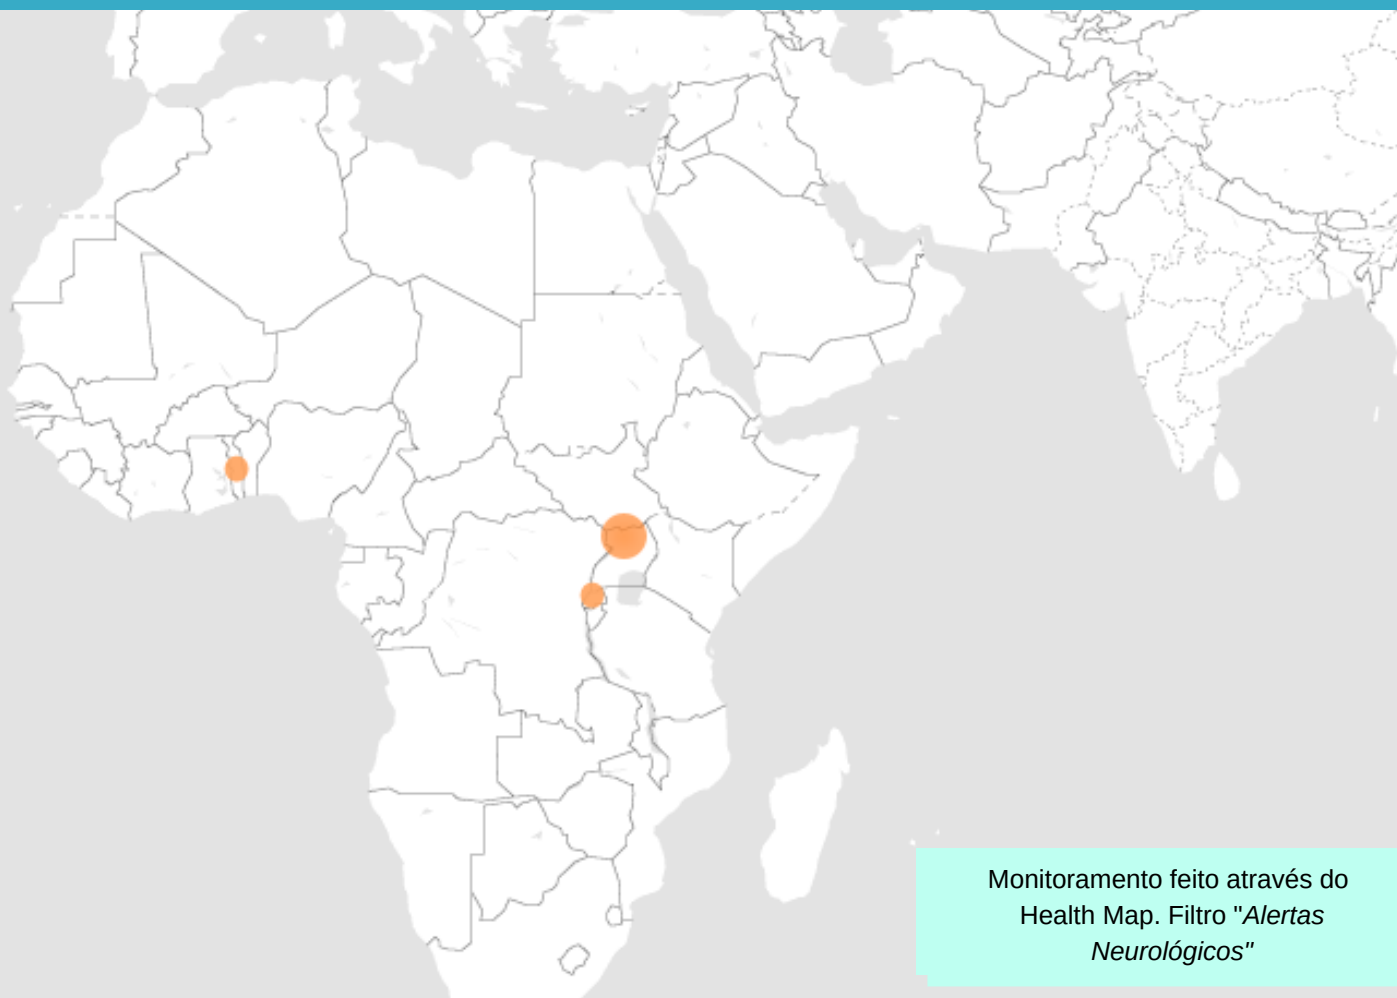 Monitoramento feito através do
Health Map. Filtro "Alertas
Neurológicos"